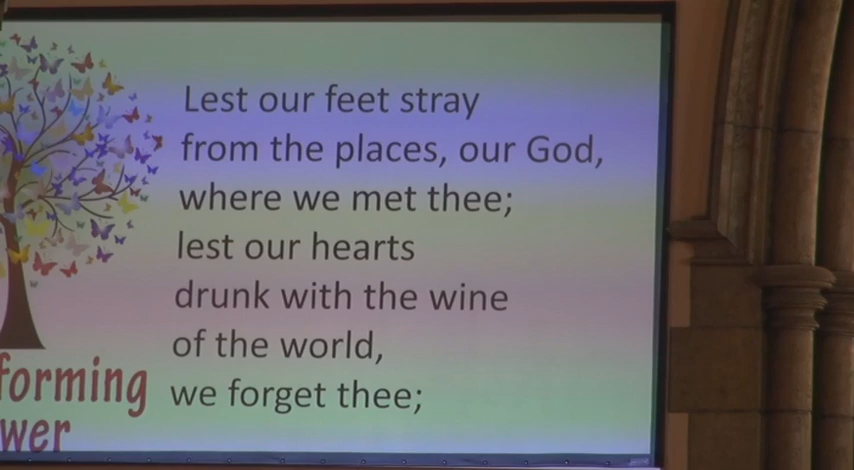 Lest our feet stray
from the places, our God,
where we met thee;
lest our hearts
drunk with the wine
of the world,
we forget thee;
forming
wer